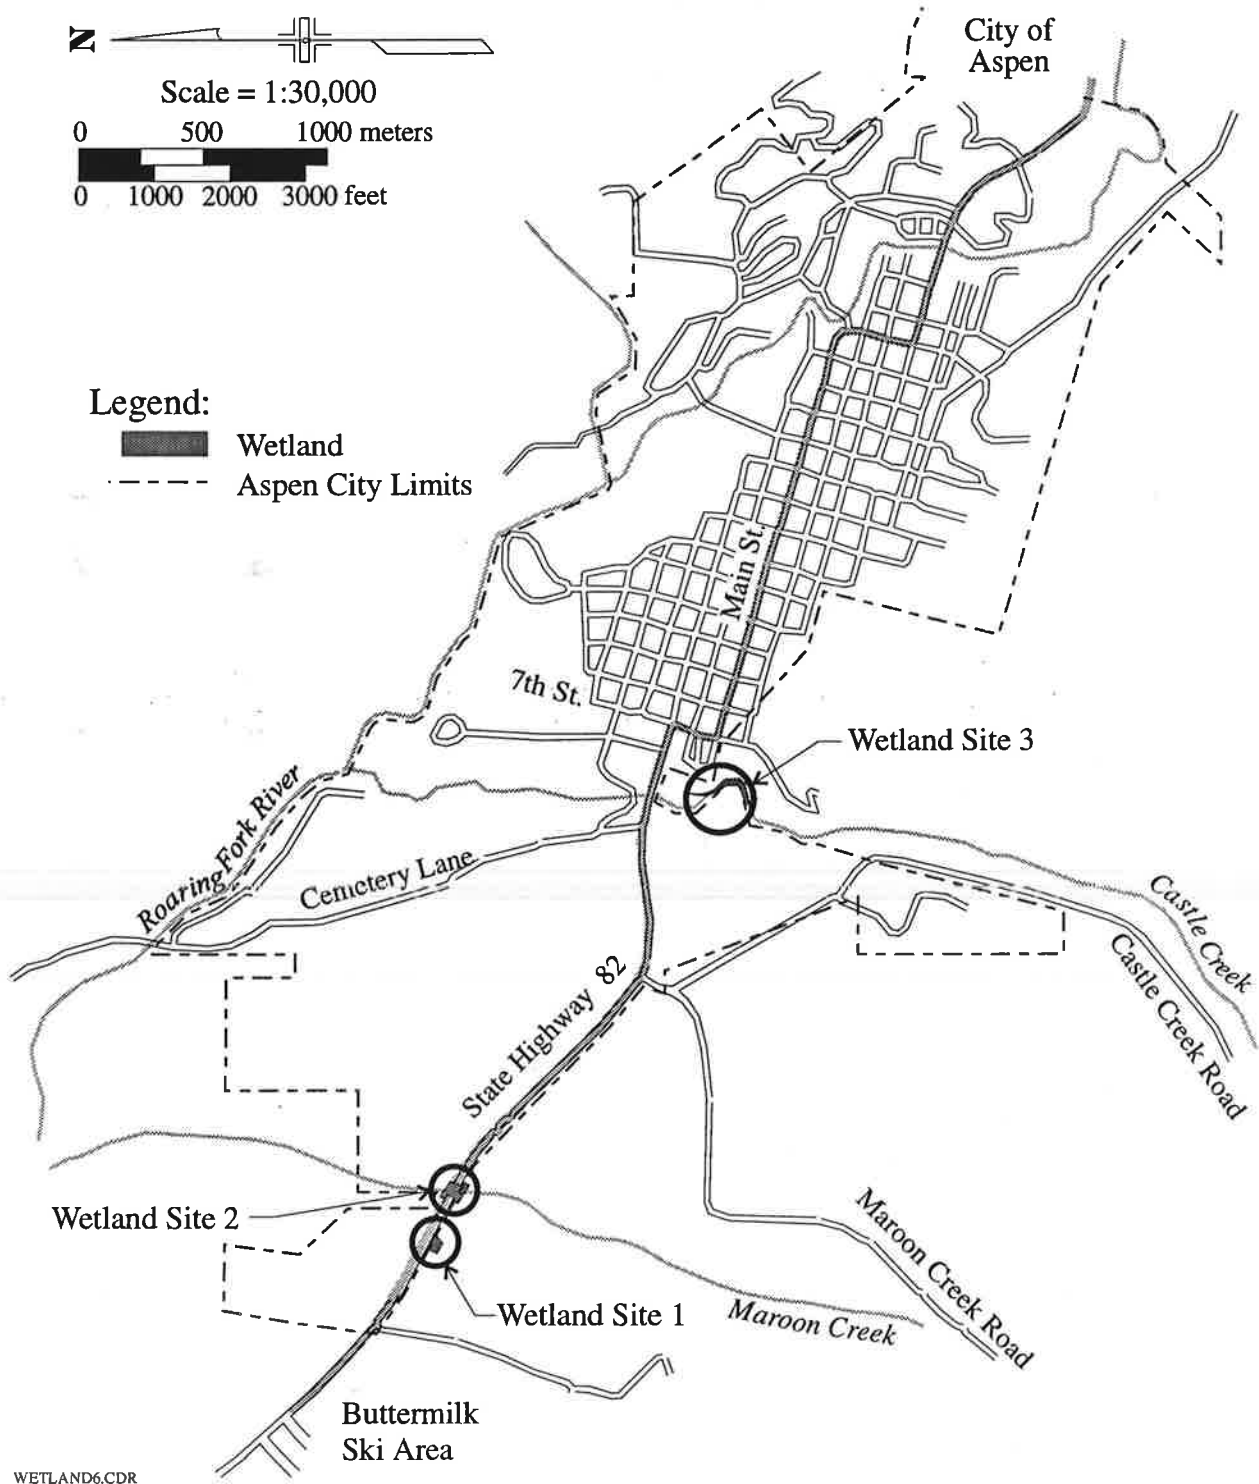 N
City of
Aspen
Scale = 1:30,000
0 500 1000 meters
0 1000 2000 3000 feet
Legend:
Wetland
Aspen City Limits
Main St.
7th St.
Wetland Site 3
Roaring Fork River
Cemetery Lane
Castle Creek
Castle Creek Road
State Highway 82
Wetland Site 2
Maroon Creek Road
Wetland Site 1
Maroon Creek
Buttermilk
Ski Area
WETLAND6.CDR